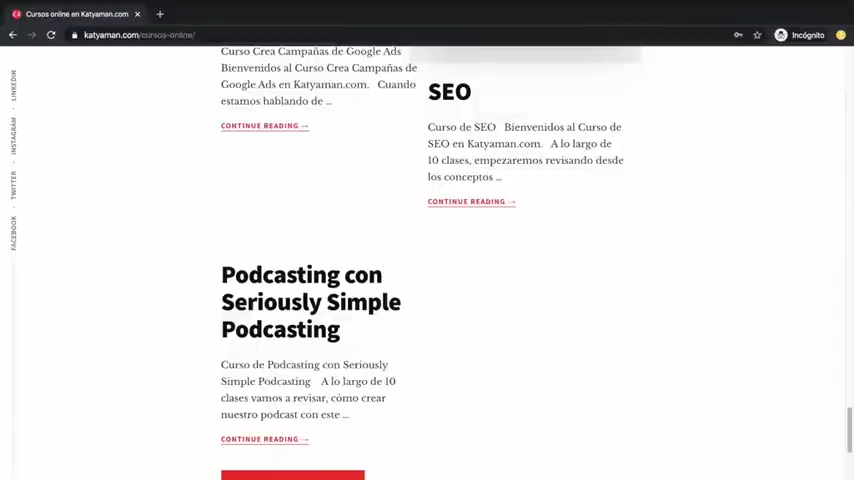 Cursos online en Katyaman.com
katyaman.com/cursos-online/
Incógnito
LINKEDIN
INSTAGRAM
TWITTER
FACEBOOK
Curso Crea Campañas de Google Ads
Bienvenidos al Curso Crea Campañas de
Google Ads en Katyaman.com. Cuando
estamos hablando de ...
CONTINUE READING →
SEO
Curso de SEO Bienvenidos al Curso de
SEO en Katyaman.com. A lo largo de
10 clases, empezaremos revisando desde
los conceptos ...
CONTINUE READING →
Podcasting con
Seriously Simple
Podcasting
Curso de Podcasting con Seriously
Simple Podcasting A lo largo de 10
clases vamos a revisar, cómo crear
nuestro podcast con este ...
CONTINUE READING →